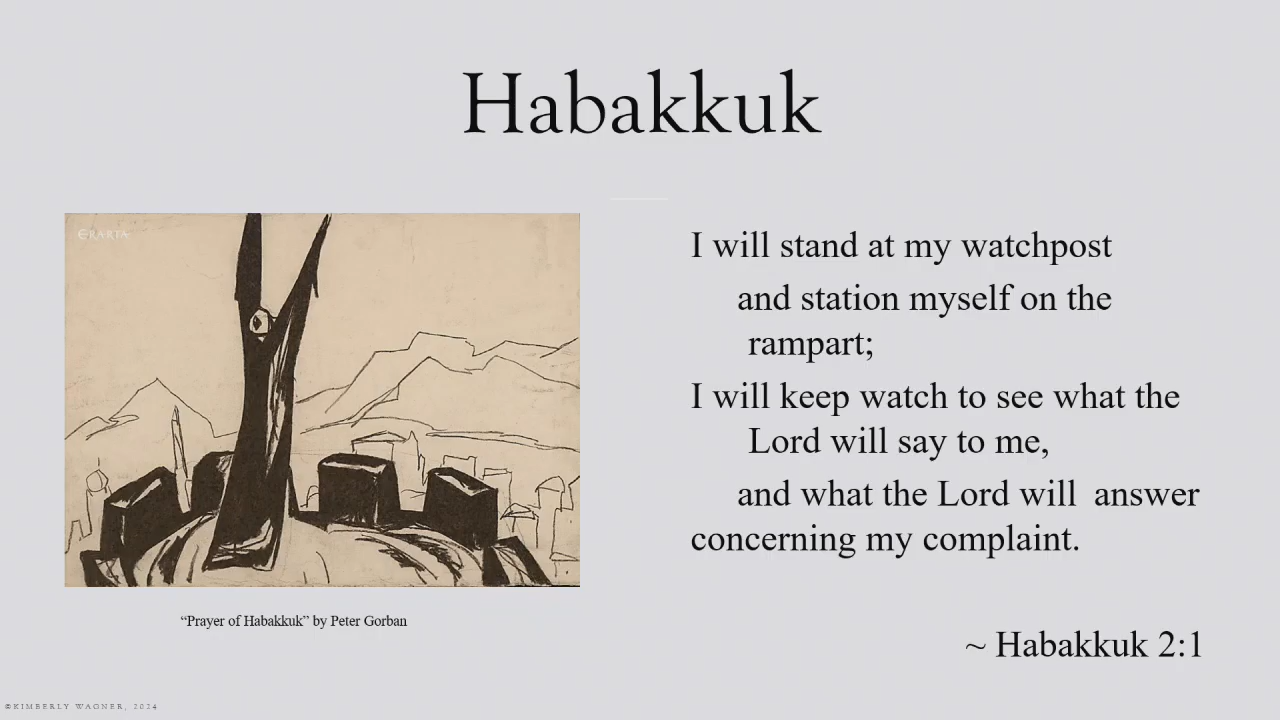 Habakkuk
ERARTA
I will stand at my watchpost
and station myself on the
rampart;
I will keep watch to see what the
Lord will say to me,
and what the Lord will answer
concerning my complaint.
“Prayer of Habakkuk” by Peter Gorban
~ Habakkuk 2:1
©KIMBERLY WAGNER, 2024